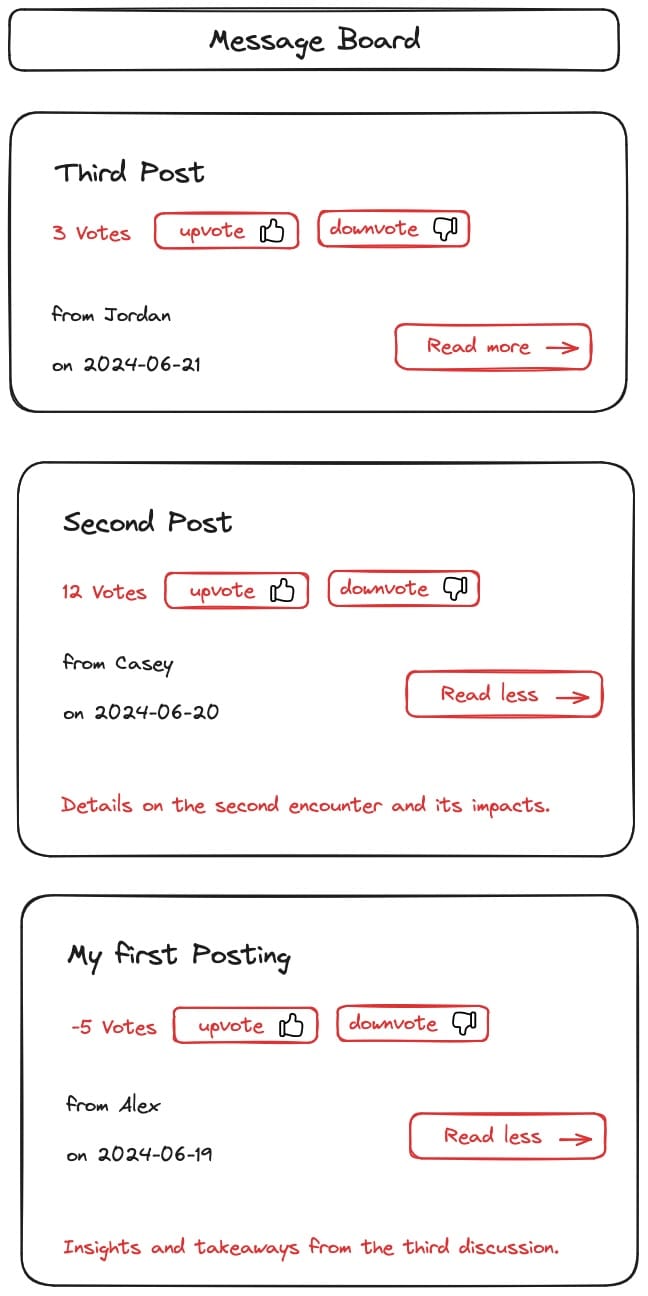 Message Board
Third Post
3 Votes upvote downvote
from Jordan
Read more
on 2024-06-21
Second Post
12 Votes upvote downvote
from Casey
Read less
on 2024-06-20
Details on the second encounter and its impacts.
My first Posting
-5 Votes upvote downvote
from Alex
Read less
on 2024-06-19
Insights and takeaways from the third discussion.